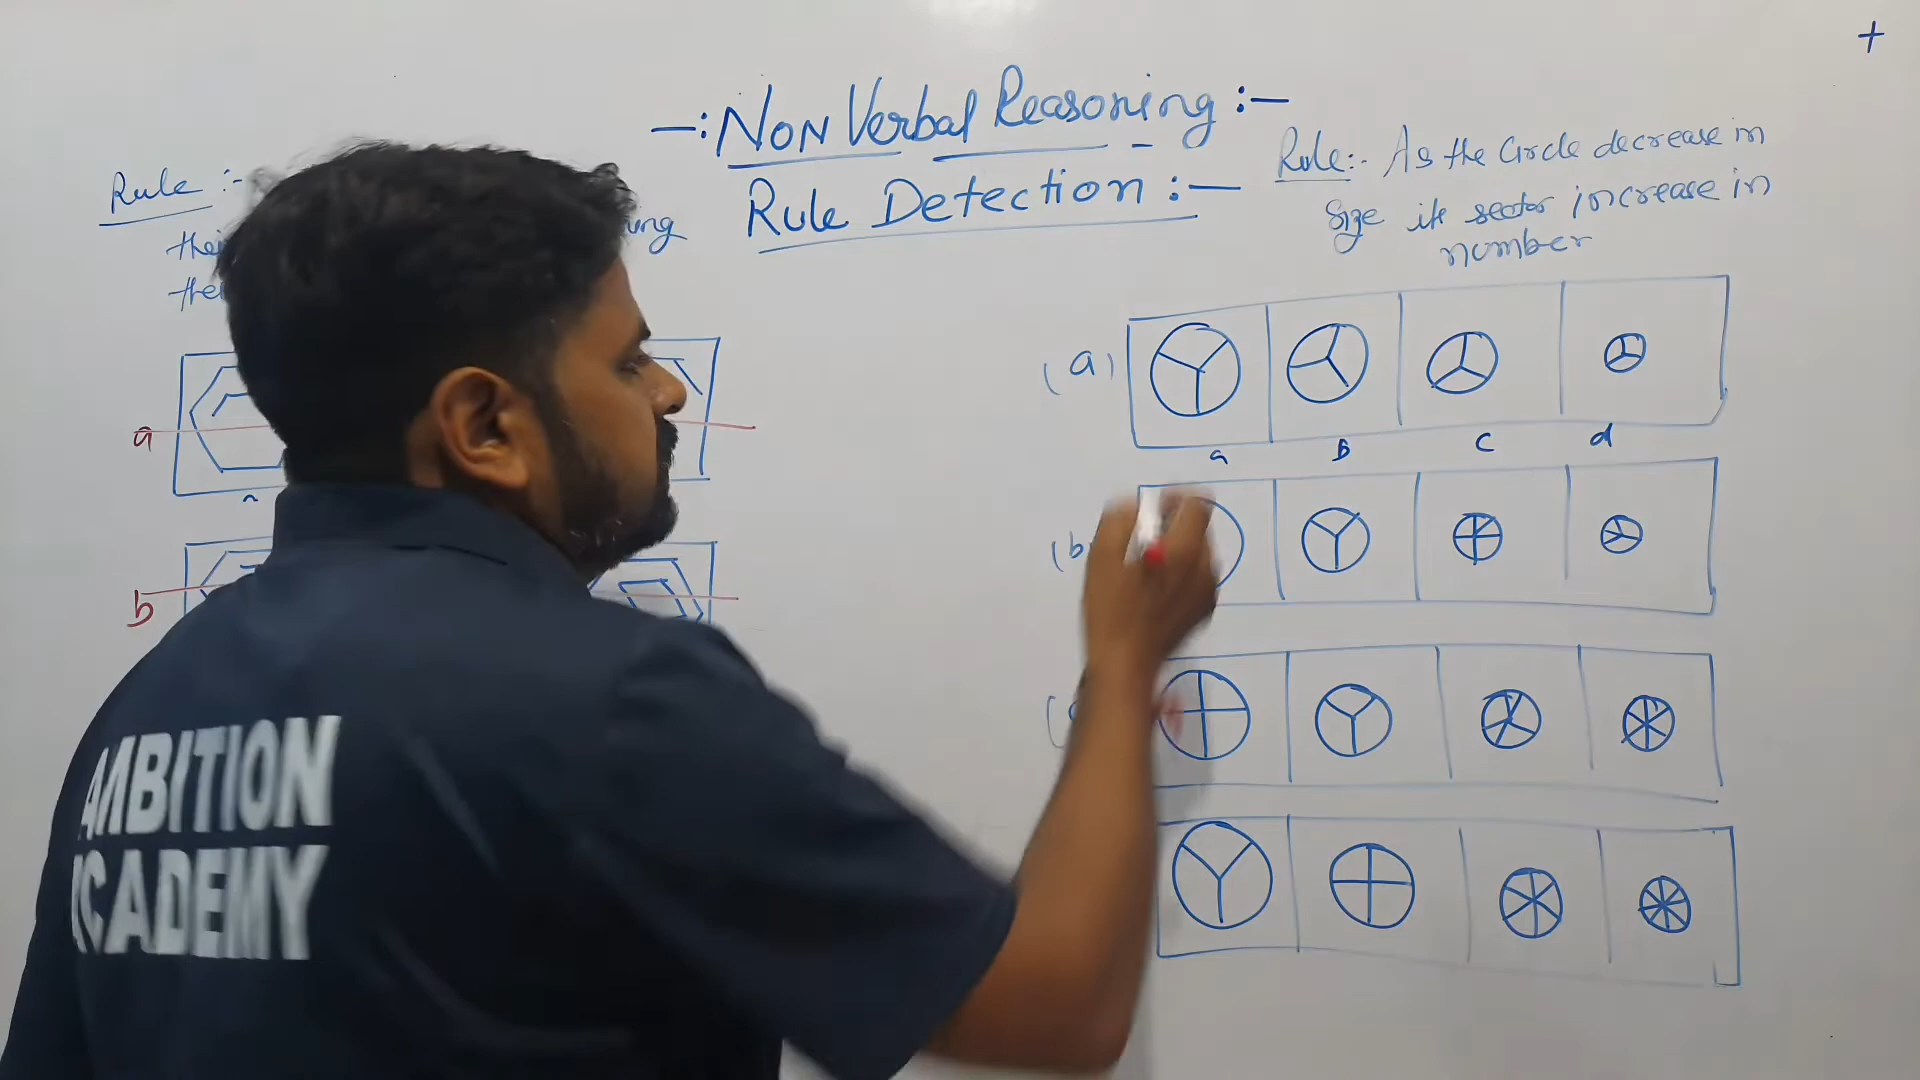 -: Non Verbal Reasoning :-
Rule Detection :-
Rule :-
Rule:- As the Circle decrease in
Size its sector increase in
number
(a)
a B c d
(b
a
b
AMBITION
ACADEMY